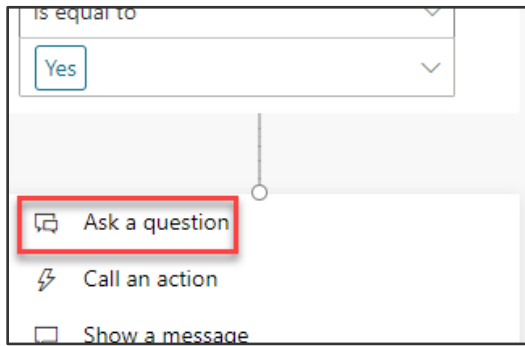 is equal to
Yes
Ask a question
Call an action
Show a message